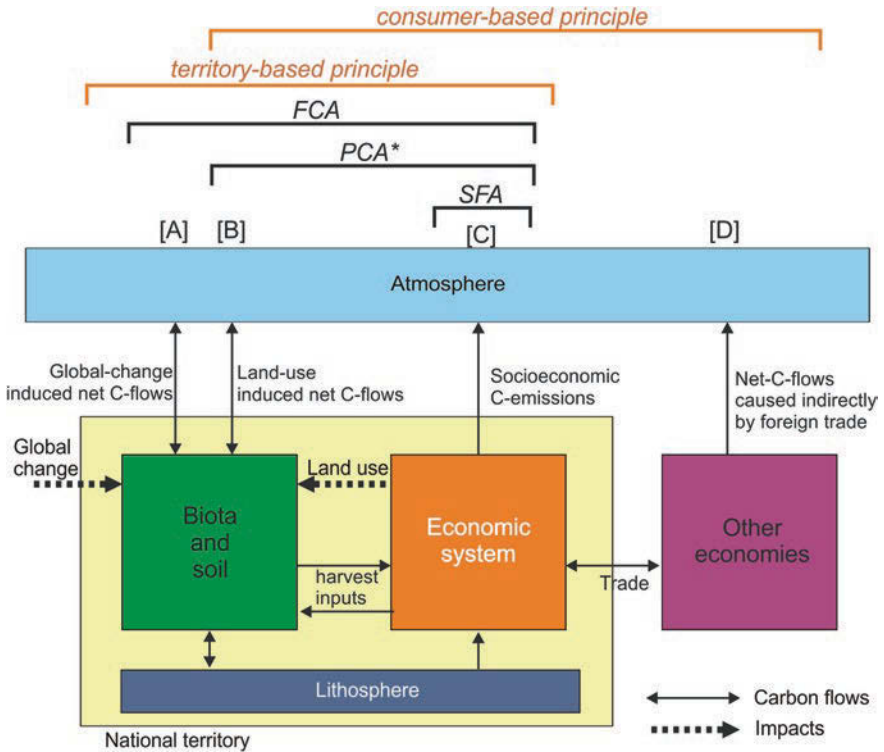 consumer-based principle
territory-based principle
FCA
PCA*
SFA
[A] [B] [C] [D]
Atmosphere
Global-change
induced net C-flows
Land-use
induced net C-flows
Socioeconomic
C-emissions
Net-C-flows
caused indirectly
by foreign trade
Global
change
Land use
Biota
and
soil
Economic
system
Other
economies
harvest
inputs
Trade
Lithosphere
National territory
Carbon flows
Impacts